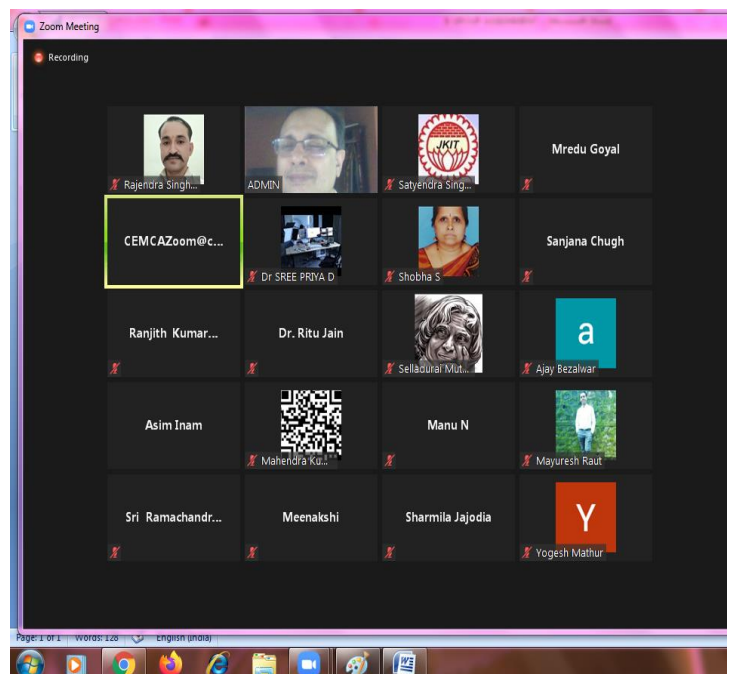 Zoom Meeting
Recording
Rajendra Singh...
ADMIN
JKIT
Satyendra Sing...
Mredu Goyal
CEMCAZoom@c...
Dr SREE PRIYA D
Shobha S
Sanjana Chugh
Ranjith Kumar...
Dr. Ritu Jain
Selladurai Mut...
a
Ajay Bezalwar
Asim Inam
Mahendra Ku...
Manu N
Mayuresh Raut
Sri Ramachandr...
Meenakshi
Sharmila Jajodia
Y
Yogesh Mathur
Page: 1 of 1 Words: 128 English (India)